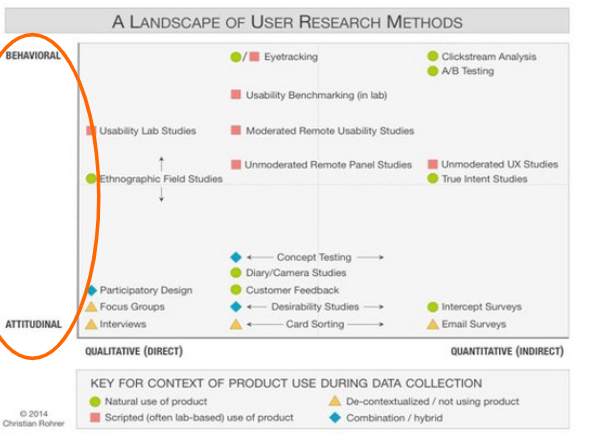 A LANDSCAPE OF USER RESEARCH METHODS
BEHAVIORAL
/ Eyetracking
Clickstream Analysis
A/B Testing
Usability Benchmarking (in lab)
Usability Lab Studies
Moderated Remote Usability Studies
Unmoderated Remote Panel Studies
Unmoderated UX Studies
Ethnographic Field Studies
True Intent Studies
Concept Testing
Diary/Camera Studies
Participatory Design
Customer Feedback
Focus Groups
Desirability Studies
Intercept Surveys
ATTITUDINAL
Interviews
Card Sorting
Email Surveys
QUALITATIVE (DIRECT)
QUANTITATIVE (INDIRECT)
KEY FOR CONTEXT OF PRODUCT USE DURING DATA COLLECTION
Natural use of product
De-contextualized / not using product
Scripted (often lab-based) use of product
Combination / hybrid
© 2014
Christian Rohrer